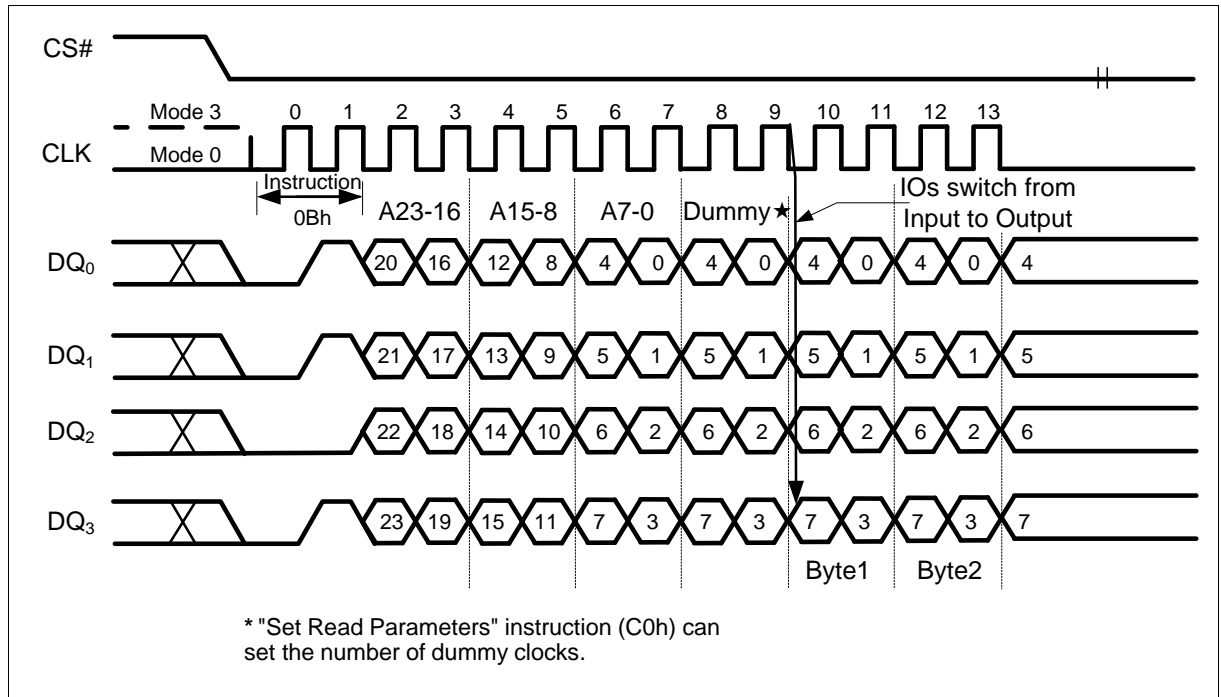 CS#
Mode 3
0 1 2 3 4 5 6 7 8 9 10 11 12 13
CLK
Mode 0
Instruction
0Bh
A23-16 A15-8 A7-0 Dummy★
IOs switch from
Input to Output
DQ₀
20 16 12 8 4 0 4 0 4 0 4 0 4
DQ₁
21 17 13 9 5 1 5 1 5 1 5 1 5
DQ₂
22 18 14 10 6 2 6 2 6 2 6 2 6
DQ₃
23 19 15 11 7 3 7 3 7 3 7 3 7
Byte1 Byte2
* "Set Read Parameters" instruction (C0h) can
set the number of dummy clocks.